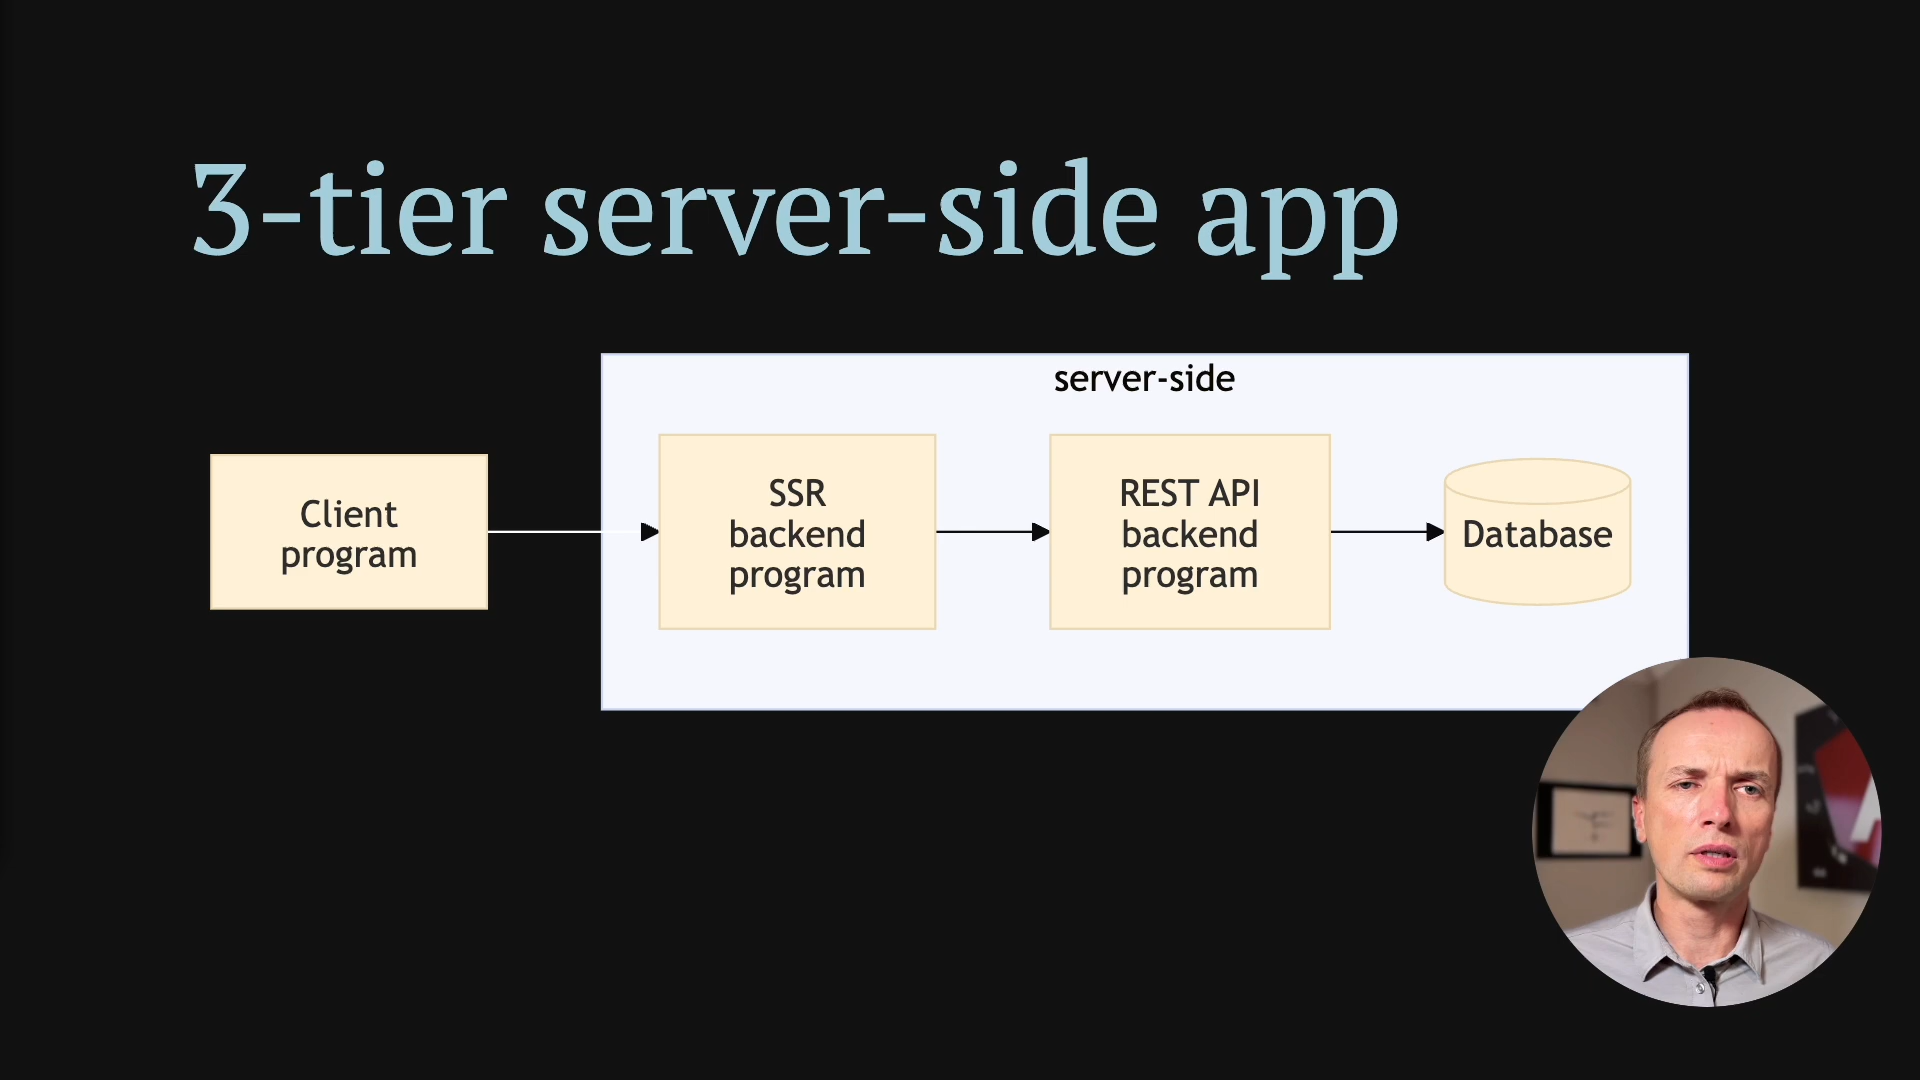 3-tier server-side app
server-side
Client
program
SSR
backend
program
REST API
backend
program
Database